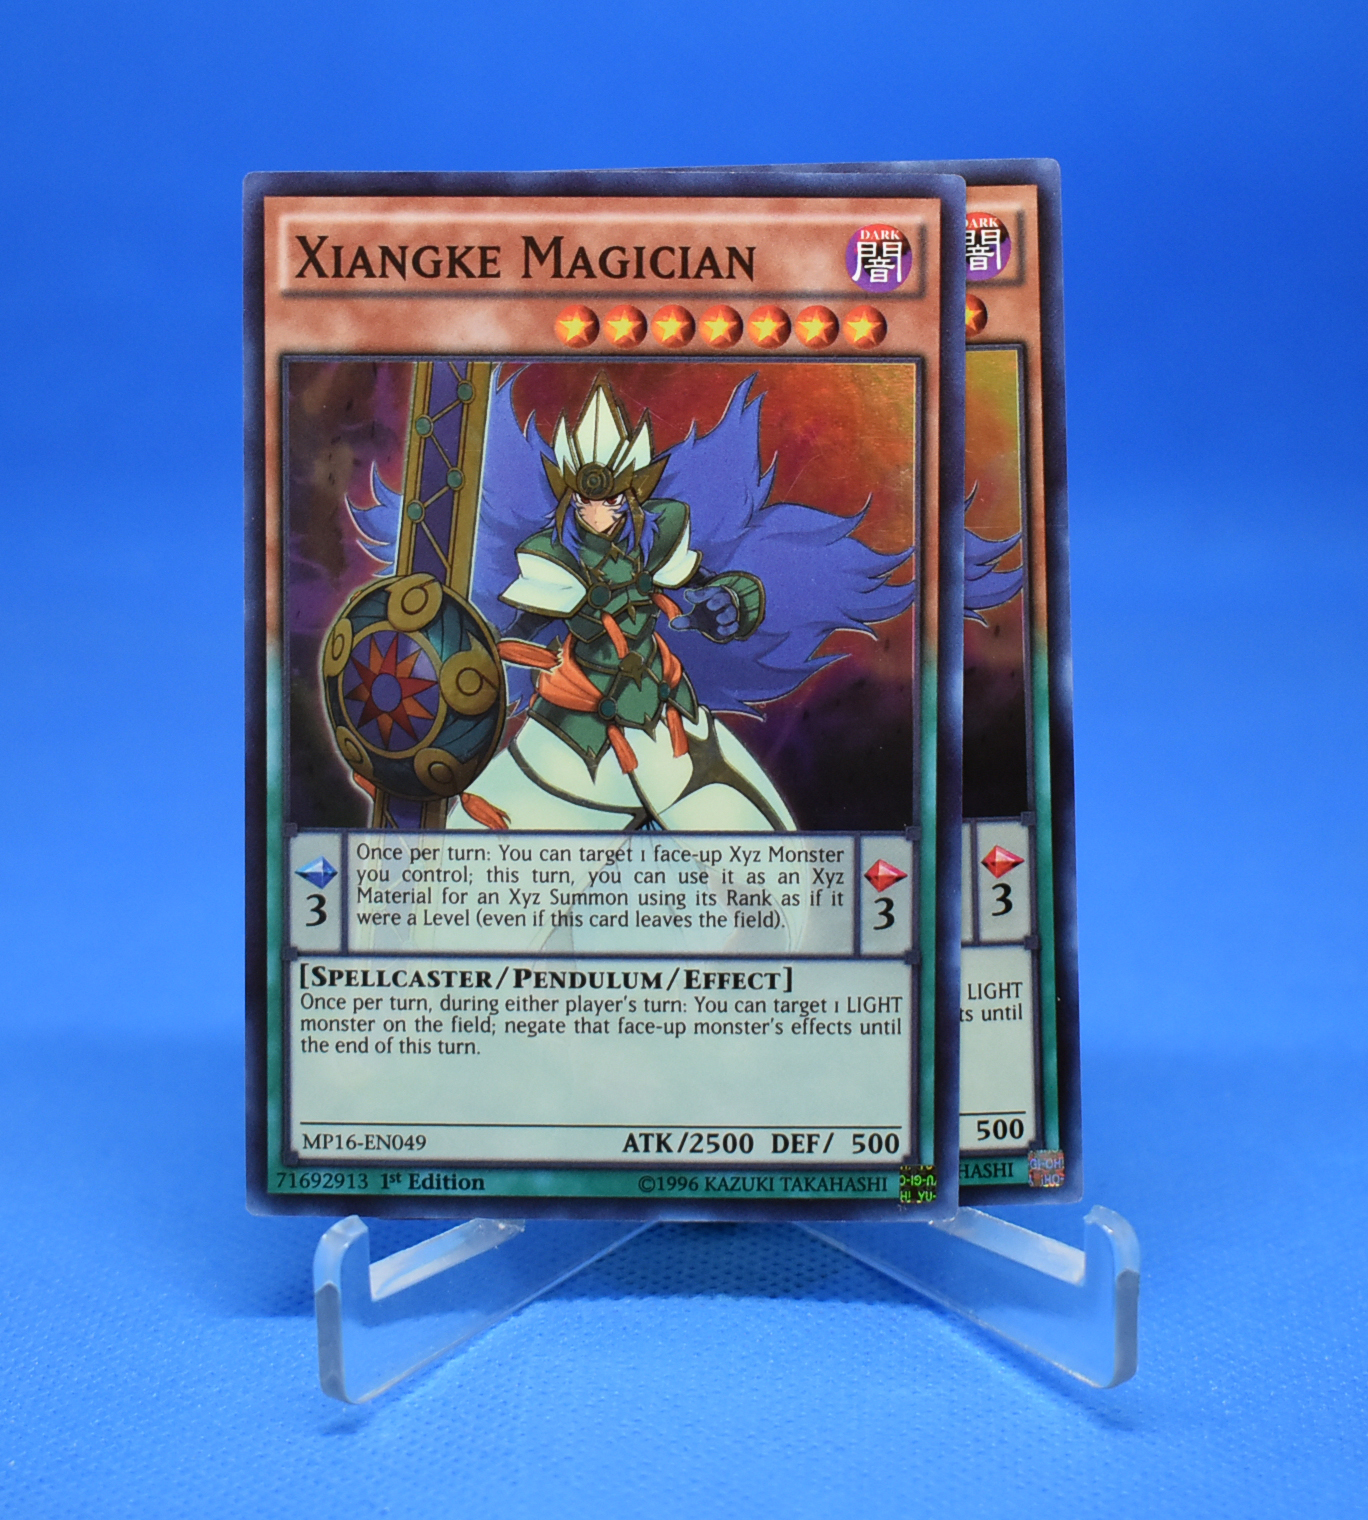 XIANGKE MAGICIAN
DARK
闇
DARK
闇
Once per turn: You can target 1 face-up Xyz Monster
you control; this turn, you can use it as an Xyz
Material for an Xyz Summon using its Rank as if it
were a Level (even if this card leaves the field).
3
3
3
[SPELLCASTER/PENDULUM/EFFECT]
Once per turn, during either player's turn: You can target 1 LIGHT
monster on the field; negate that face-up monster's effects until
the end of this turn.
LIGHT
ts until
MP16-EN049
ATK/2500 DEF/ 500
500
71692913 1st Edition
©1996 KAZUKI TAKAHASHI
HASHI